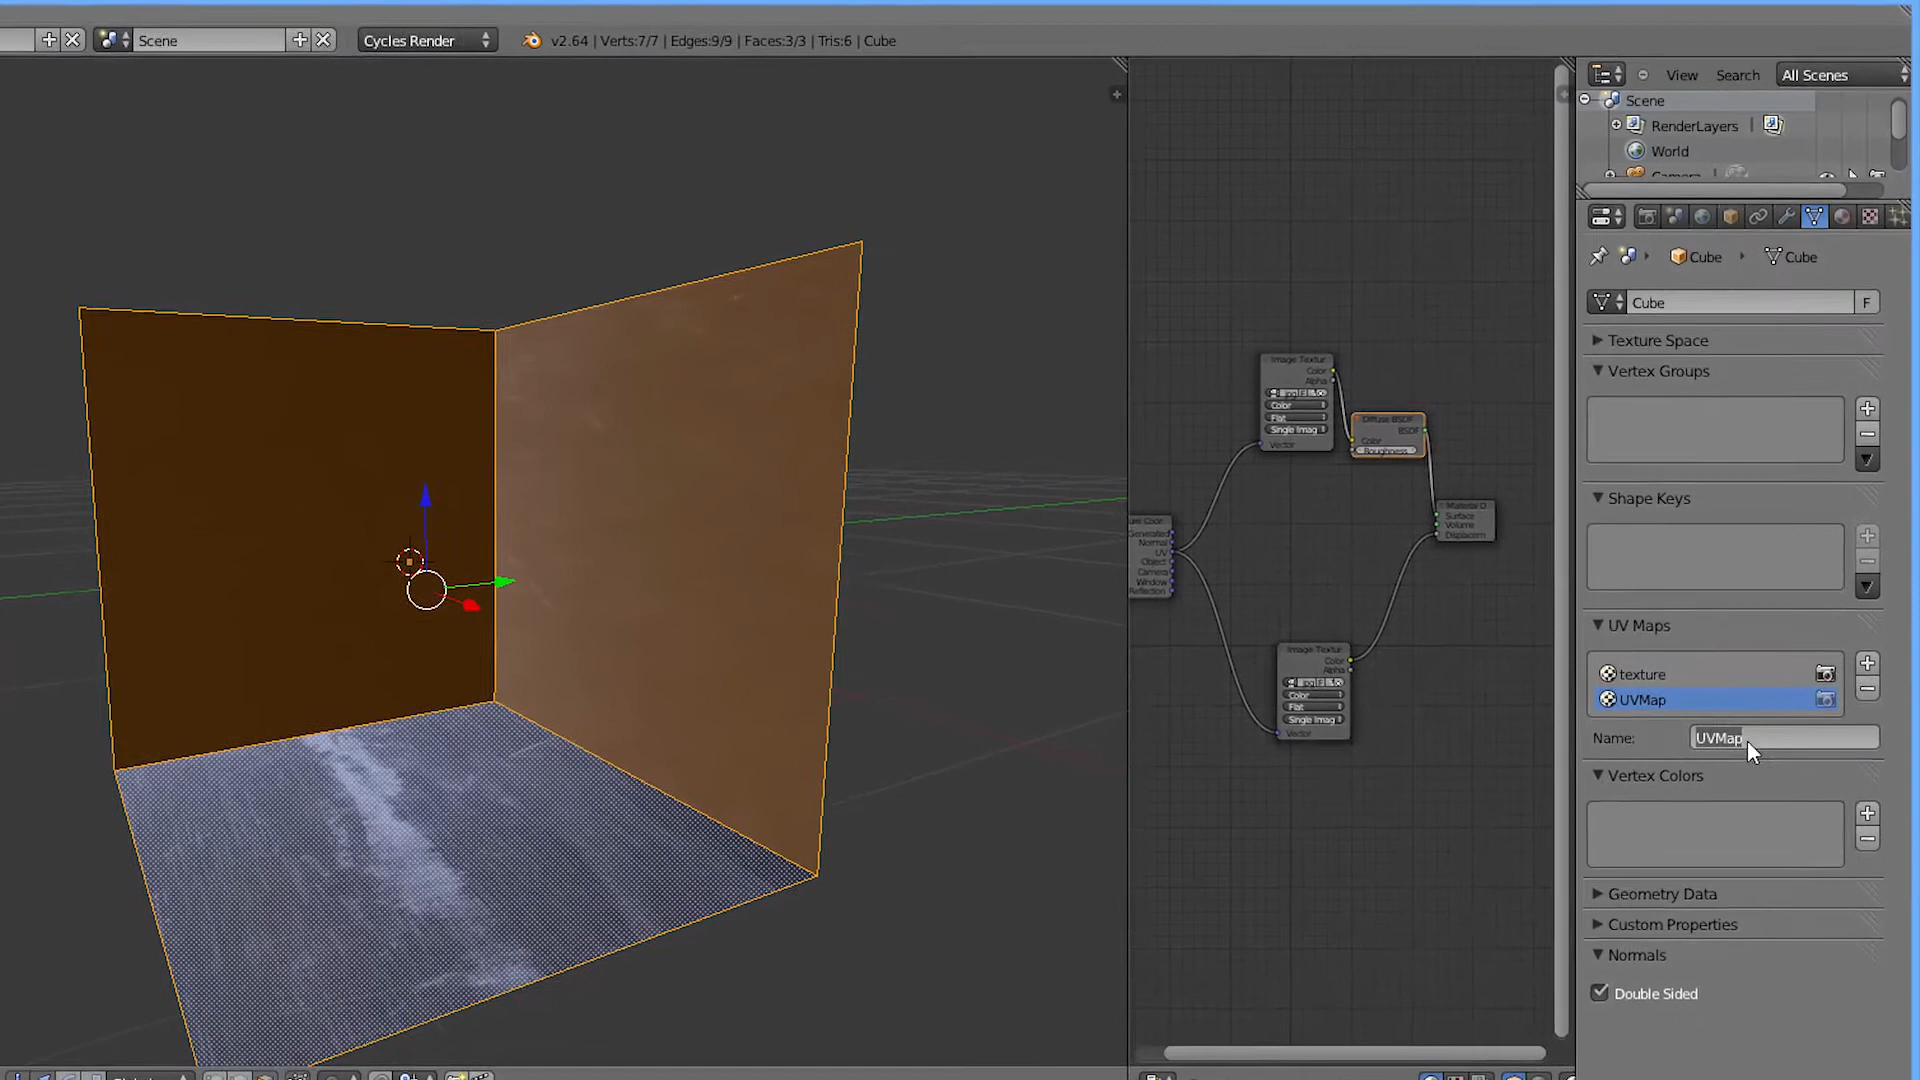 Scene
Cycles Render
v2.64 | Verts:7/7 | Edges:9/9 | Faces:3/3 | Tris:6 | Cube
View Search All Scenes
Scene
RenderLayers
World
Camera
Cube Cube
Cube F
Texture Space
Vertex Groups
Shape Keys
UV Maps
texture
UVMap
Name: UVMap
Vertex Colors
Geometry Data
Custom Properties
Normals
Double Sided
Image Textur
Color
Alpha
Color
Flat
Single Imag
Vector
Diffuse BSDF
BSDF
Color
Roughness
Material O
Surface
Volume
Displacem
Generated
Normal
UV
Object
Camera
Window
Reflection
Image Textur
Color
Alpha
Color
Flat
Single Imag
Vector